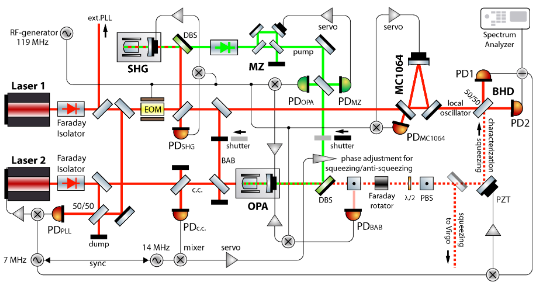 ext.PLL
RF-generator
119 MHz
SHG
DBS
MZ
servo
pump
servo
Spectrum
Analyzer
MC1064
PD1
BHD
50/50
PD2
Laser 1
Faraday
Isolator
EOM
PDSHG
PDOPA
PDMZ
PDMC1064
local
oscillator
shutter
shutter
BAB
phase adjustment for
squeezing/anti-squeezing
characterization
squeezing
Laser 2
Faraday
Isolator
c.c.
OPA
DBS
Faraday
rotator
λ/2
PBS
PZT
squeezing
to Virgo
50/50
PDPLL
dump
PDc.c.
PDBAB
7 MHz
sync
14 MHz
mixer
servo